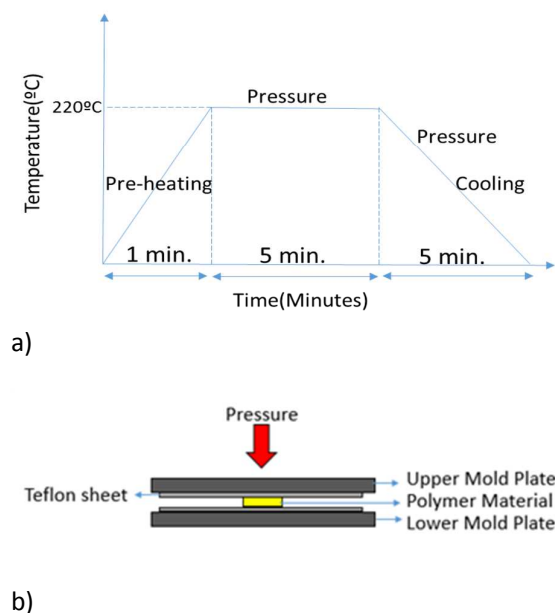 Temperature(ºC)
220ºC
Pressure
Pressure
Pre-heating
Cooling
1 min.
5 min.
5 min.
Time(Minutes)
a)
Pressure
Teflon sheet
Upper Mold Plate
Polymer Material
Lower Mold Plate
b)